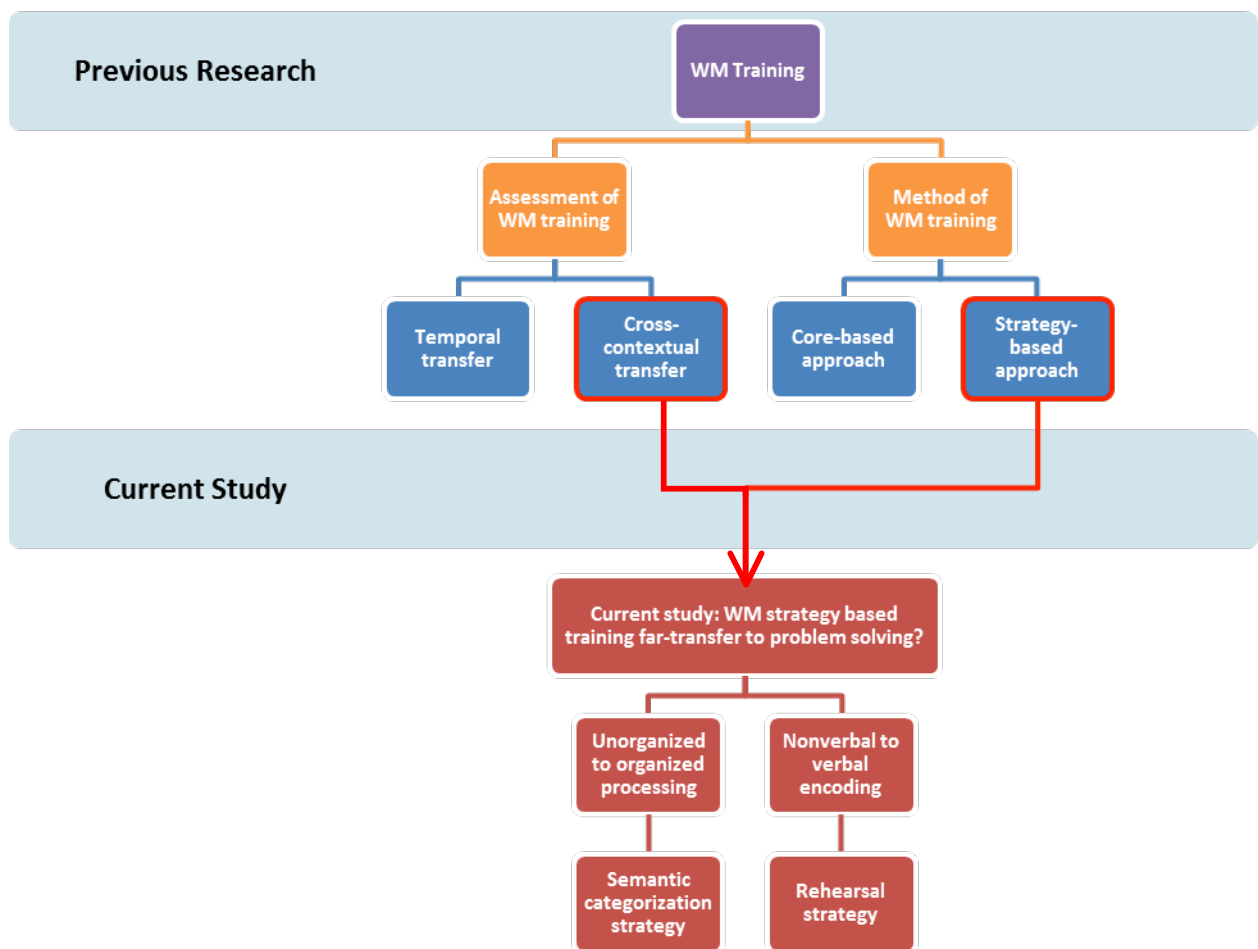 Previous Research
WM Training
Assessment of
WM training
Method of
WM training
Temporal
transfer
Cross-
contextual
transfer
Core-based
approach
Strategy-
based
approach
Current Study
Current study: WM strategy based
training far-transfer to problem solving?
Unorganized
to organized
processing
Nonverbal to
verbal
encoding
Semantic
categorization
strategy
Rehearsal
strategy